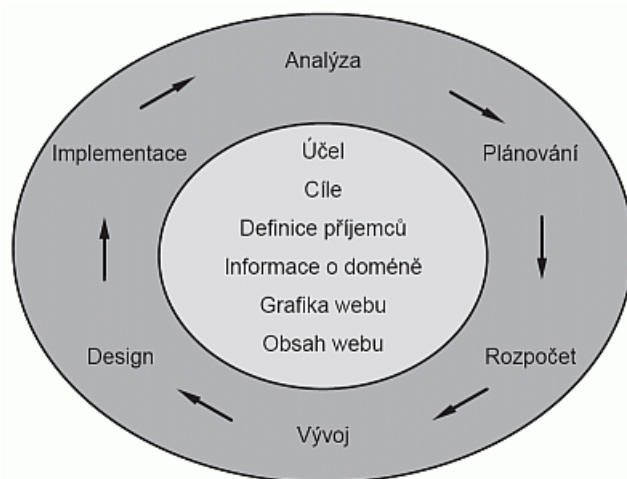 Analýza
Implementace
Plánování
Účel
Cíle
Definice příjemců
Informace o doméně
Grafika webu
Obsah webu
Design
Rozpočet
Vývoj